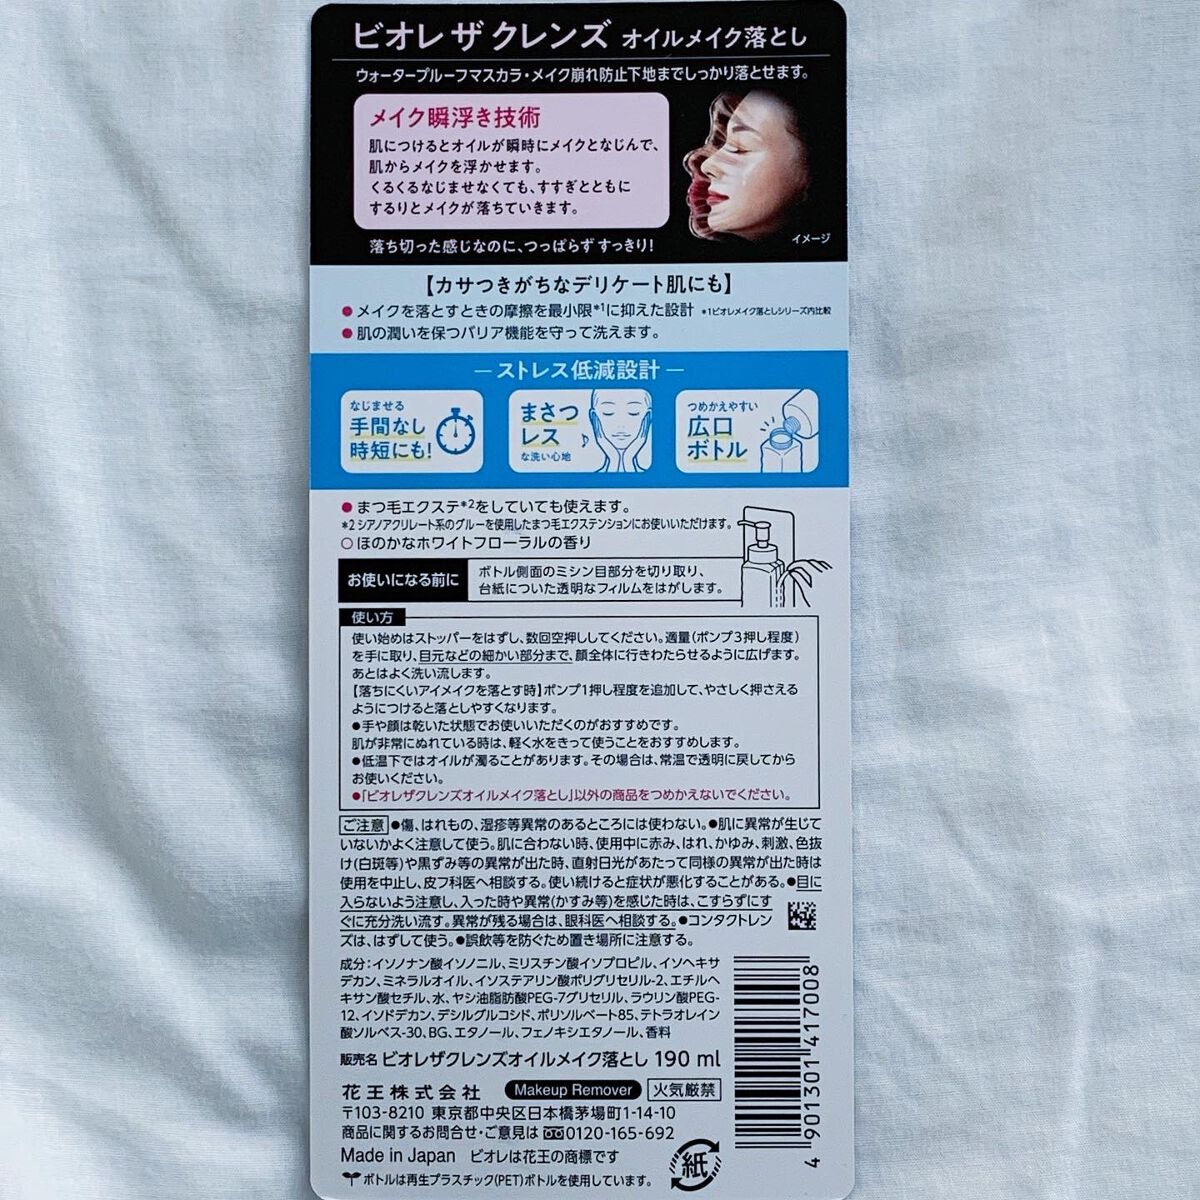 ビオレ ザ クレンズ オイルメイク落とし
ウォータープルーフマスカラ・メイク崩れ防止下地までしっかり落とせます。
メイク瞬浮き技術
肌につけるとオイルが瞬時にメイクとなじんで、
肌からメイクを浮かせます。
くるくるなじませなくても、すすぎとともに
するりとメイクが落ちていきます。
イメージ
落ち切った感じなのに、つっぱらず すっきり!
【カサつきがちなデリケート肌にも】
●メイクを落とすときの摩擦を最小限*1に抑えた設計 *1ビオレメイク落としシリーズ内比較
●肌の潤いを保つバリア機能を守って洗えます。
―ストレス低減設計―
なじませる
手間なし
時短にも!
まさつ
レス
な洗い心地
つめかえやすい
広口
ボトル
●まつ毛エクステ*2をしていても使えます。
*2 シアノアクリレート系のグルーを使用したまつ毛エクステンションにお使いいただけます。
○ほのかなホワイトフローラルの香り
お使いになる前に
ボトル側面のミシン目部分を切り取り、
台紙についた透明なフィルムをはがします。
使い方
使い始めはストッパーをはずし、数回空押ししてください。適量(ポンプ3押し程度)
を手に取り、目元などの細かい部分まで、顔全体に行きわたらせるように広げます。
あとはよく洗い流します。
【落ちにくいアイメイクを落とす時】ポンプ1押し程度を追加して、やさしく押さえる
ようにつけると落としやすくなります。
●手や顔は乾いた状態でお使いいただくのがおすすめです。
肌が非常にぬれている時は、軽く水をきって使うことをおすすめします。
●低温下ではオイルが濁ることがあります。その場合は、常温で透明に戻してから
お使いください。
●「ビオレザクレンズオイルメイク落とし」以外の商品をつめかえないでください。
ご注意 ●傷、はれもの、湿疹等異常のあるところには使わない。●肌に異常が生じて
いないかよく注意して使う。肌に合わない時、使用中に赤み、はれ、かゆみ、刺激、色抜
け(白斑等)や黒ずみ等の異常が出た時、直射日光があたって同様の異常が出た時は
使用を中止し、皮フ科医へ相談する。使い続けると症状が悪化することがある。●目に
入らないよう注意し、入った時や異常(かすみ等)を感じた時は、こすらずにす
ぐに充分洗い流す。異常が残る場合は、眼科医へ相談する。●コンタクトレン
ズは、はずして使う。●誤飲等を防ぐため置き場所に注意する。
成分:イソノナン酸イソノニル、ミリスチン酸イソプロピル、イソヘキサ
デカン、ミネラルオイル、イソステアリン酸ポリグリセリル-2、エチルヘ
キサン酸セチル、水、ヤシ油脂肪酸PEG-7グリセリル、ラウリン酸PEG-
12、イソドデカン、デシルグルコシド、ポリソルベート85、テトラオレイン
酸ソルベス-30、BG、エタノール、フェノキシエタノール、香料
販売名 ビオレザクレンズオイルメイク落とし 190 ml
花王株式会社 Makeup Remover 火気厳禁
〒103-8210 東京都中央区日本橋茅場町1-14-10
商品に関するお問合せ・ご意見は 0120-165-692
Made in Japan ビオレは花王の商標です
紙
ボトルは再生プラスチック(PET)ボトルを使用しています。
4 901301 417008